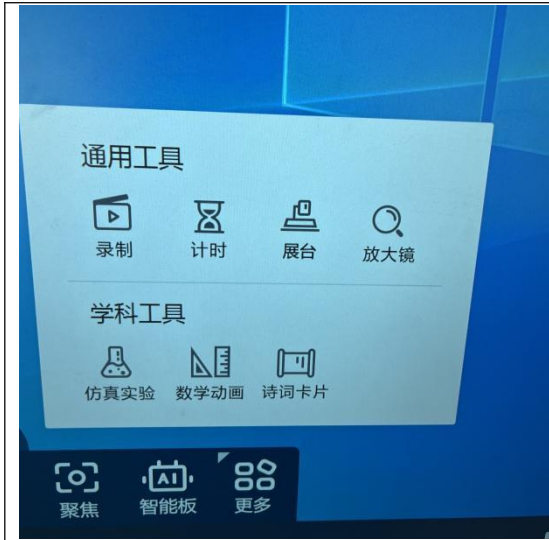 通用工具
录制 计时 展台 放大镜
学科工具
仿真实验 数学动画 诗词卡片
聚焦 AI 智能板 更多